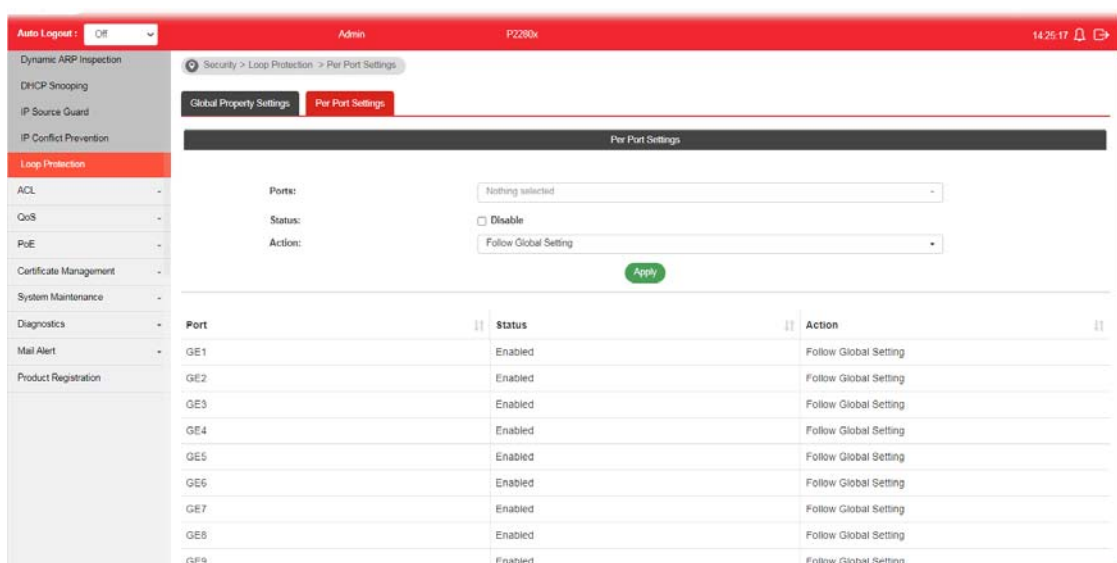 Auto Logout : Off Admin P2280x 14:25:17
Dynamic ARP Inspection
DHCP Snooping
IP Source Guard
IP Conflict Prevention
Loop Protection
ACL
QoS
PoE
Certificate Management
System Maintenance
Diagnostics
Mail Alert
Product Registration
Security > Loop Protection > Per Port Settings
Global Property Settings Per Port Settings
Per Port Settings
Ports: Nothing selected
Status: Disable
Action: Follow Global Setting
Apply
Port Status Action
GE1 Enabled Follow Global Setting
GE2 Enabled Follow Global Setting
GE3 Enabled Follow Global Setting
GE4 Enabled Follow Global Setting
GE5 Enabled Follow Global Setting
GE6 Enabled Follow Global Setting
GE7 Enabled Follow Global Setting
GE8 Enabled Follow Global Setting
GE9 Enabled Follow Global Setting